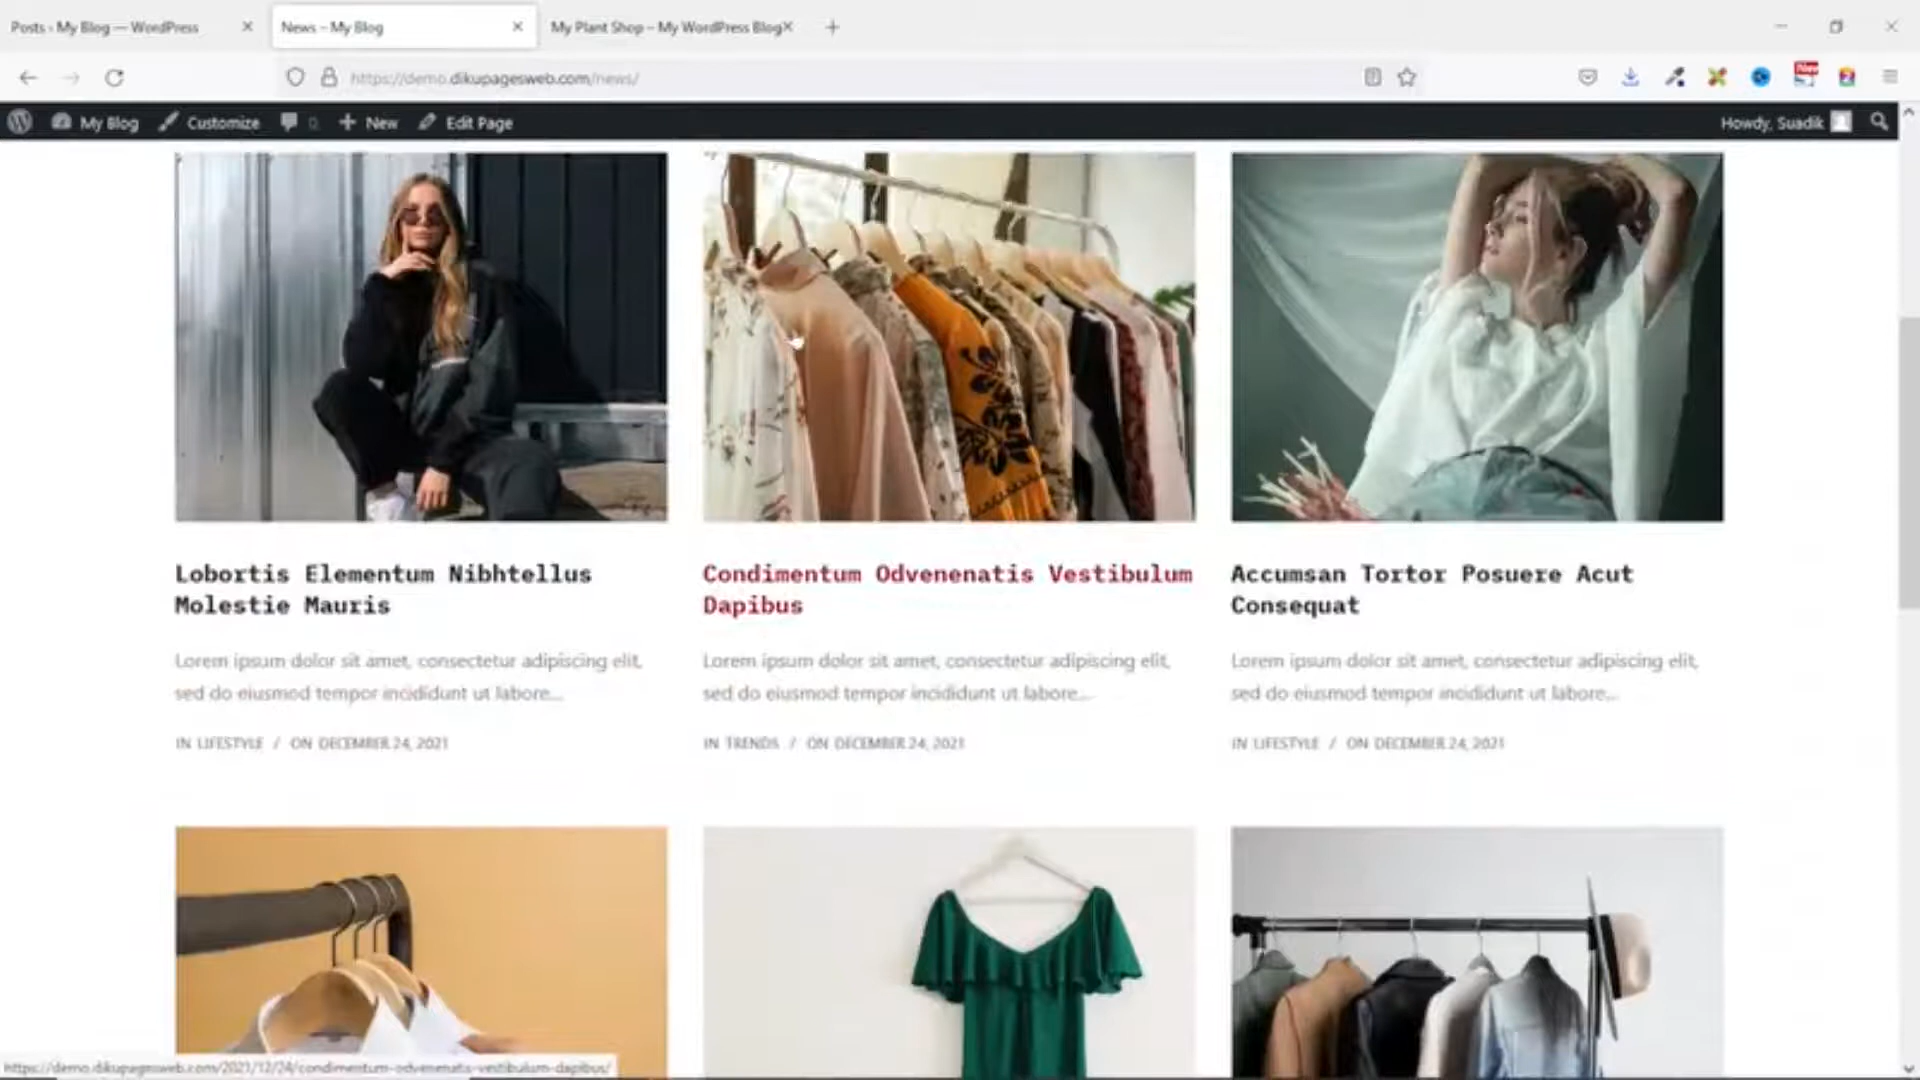 Posts › My Blog — WordPress
News – My Blog
My Plant Shop – My WordPress Blog
https://demo.dikupagesweb.com/news/
New
My Blog
Customize
0
New
Edit Page
Howdy, Suadik
Lobortis Elementum Nibhtellus
Molestie Mauris
Lorem ipsum dolor sit amet, consectetur adipiscing elit,
sed do eiusmod tempor incididunt ut labore...
IN LIFESTYLE / ON DECEMBER 24, 2021
Condimentum Odvenenatis Vestibulum
Dapibus
Lorem ipsum dolor sit amet, consectetur adipiscing elit,
sed do eiusmod tempor incididunt ut labore...
IN TRENDS / ON DECEMBER 24, 2021
Accumsan Tortor Posuere Acut
Consequat
Lorem ipsum dolor sit amet, consectetur adipiscing elit,
sed do eiusmod tempor incididunt ut labore...
IN LIFESTYLE / ON DECEMBER 24, 2021
https://demo.dikupagesweb.com/2021/12/24/condimentum-odvenenatis-vestibulum-dapibus/